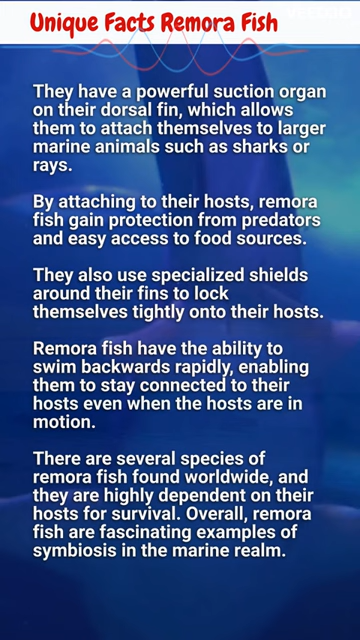 Unique Facts Remora Fish
They have a powerful suction organ
on their dorsal fin, which allows
them to attach themselves to larger
marine animals such as sharks or
rays.
By attaching to their hosts, remora
fish gain protection from predators
and easy access to food sources.
They also use specialized shields
around their fins to lock
themselves tightly onto their hosts.
Remora fish have the ability to
swim backwards rapidly, enabling
them to stay connected to their
hosts even when the hosts are in
motion.
There are several species of
remora fish found worldwide, and
they are highly dependent on their
hosts for survival. Overall, remora
fish are fascinating examples of
symbiosis in the marine realm.